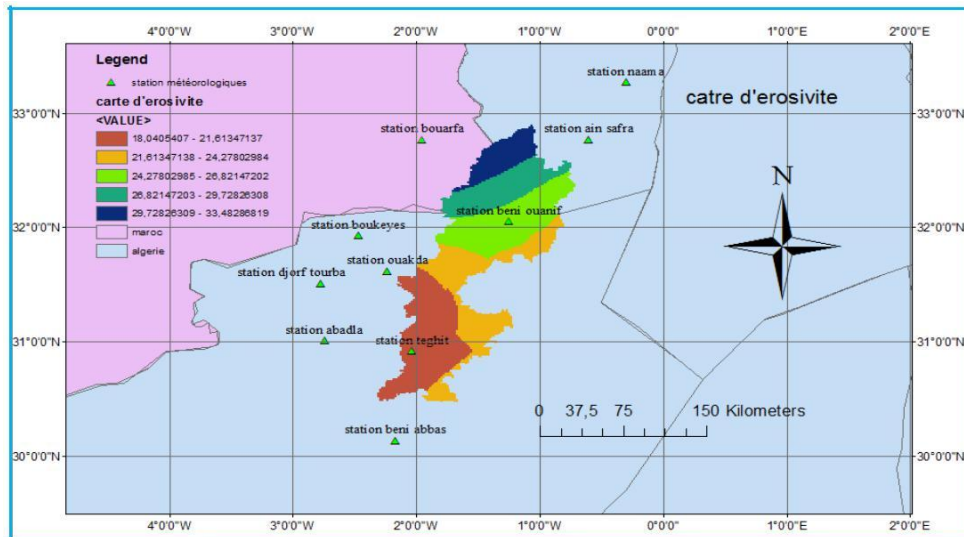 4°0'0"W 3°0'0"W 2°0'0"W 1°0'0"W 0°0'0" 1°0'0"E 2°0'0"E
Legend
station météorologiques
carte d'erosivite
<VALUE>
18,0405407 - 21,61347137
21,61347138 - 24,27802984
24,27802985 - 26,82147202
26,82147203 - 29,72826308
29,72826309 - 33,48286819
maroc
algerie
station naama
catre d'erosivite
33°0'0"N 33°0'0"N
station bouarfa
station ain safra
N
station beni ouanif
32°0'0"N 32°0'0"N
station boukeyes
station ouakda
station djorf tourba
station abadla
station teghit
31°0'0"N 31°0'0"N
0 37,5 75 150 Kilometers
station beni abbas
30°0'0"N 30°0'0"N
4°0'0"W 3°0'0"W 2°0'0"W 1°0'0"W 0°0'0" 1°0'0"E 2°0'0"E